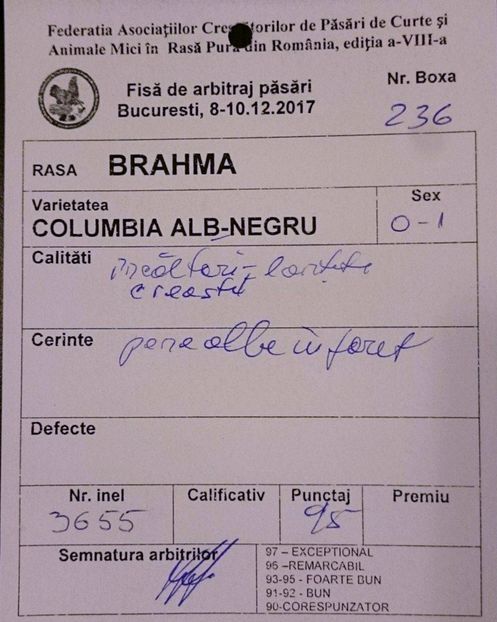 Federatia Asociaţiilor Crescătorilor de Păsări de Curte şi
Animale Mici în Rasă Pură din România, ediţia a-VIII-a
Fisă de arbitraj păsări
Bucuresti, 8-10.12.2017
Nr. Boxa
236
RASA BRAHMA
Varietatea
COLUMBIA ALB-NEGRU
Sex
0-1
Calităti
creastă
Cerinte
pene albe în
Defecte
Nr. inel
3655
Calificativ
Punctaj
95
Premiu
Semnatura arbitrilor
97 – EXCEPTIONAL
96 –REMARCABIL
93-95 - FOARTE BUN
91-92 - BUN
90-CORESPUNZATOR